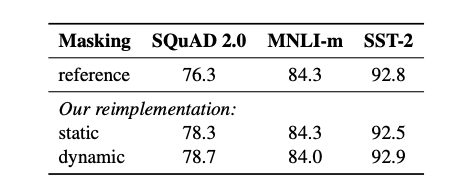 Masking SQuAD 2.0 MNLI-m SST-2
reference 76.3 84.3 92.8
Our reimplementation:
static 78.3 84.3 92.5
dynamic 78.7 84.0 92.9